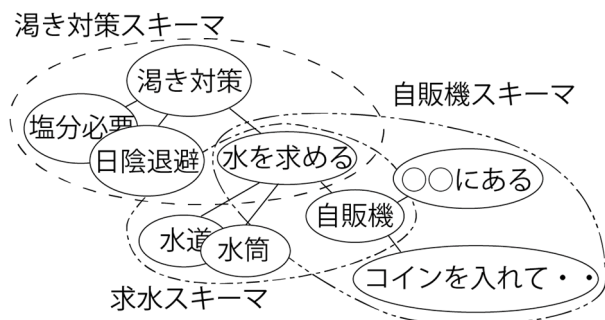 渇き対策スキーマ
渇き対策
自販機スキーマ
塩分必要
日陰退避
水を求める
○○にある
自販機
水道
水筒
コインを入れて・・
求水スキーマ